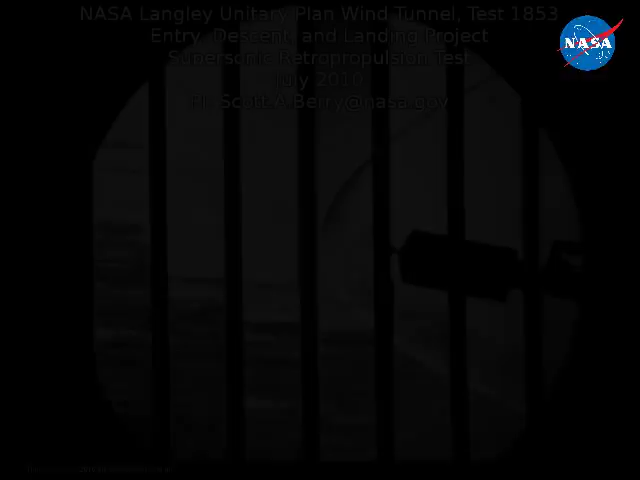 NASA Langley Unitary Plan Wind Tunnel, Test 1853
Entry, Descent, and Landing Project
Supersonic Retropropulsion Test
July 2010
PI: Scott.A.Berry@nasa.gov
NASA